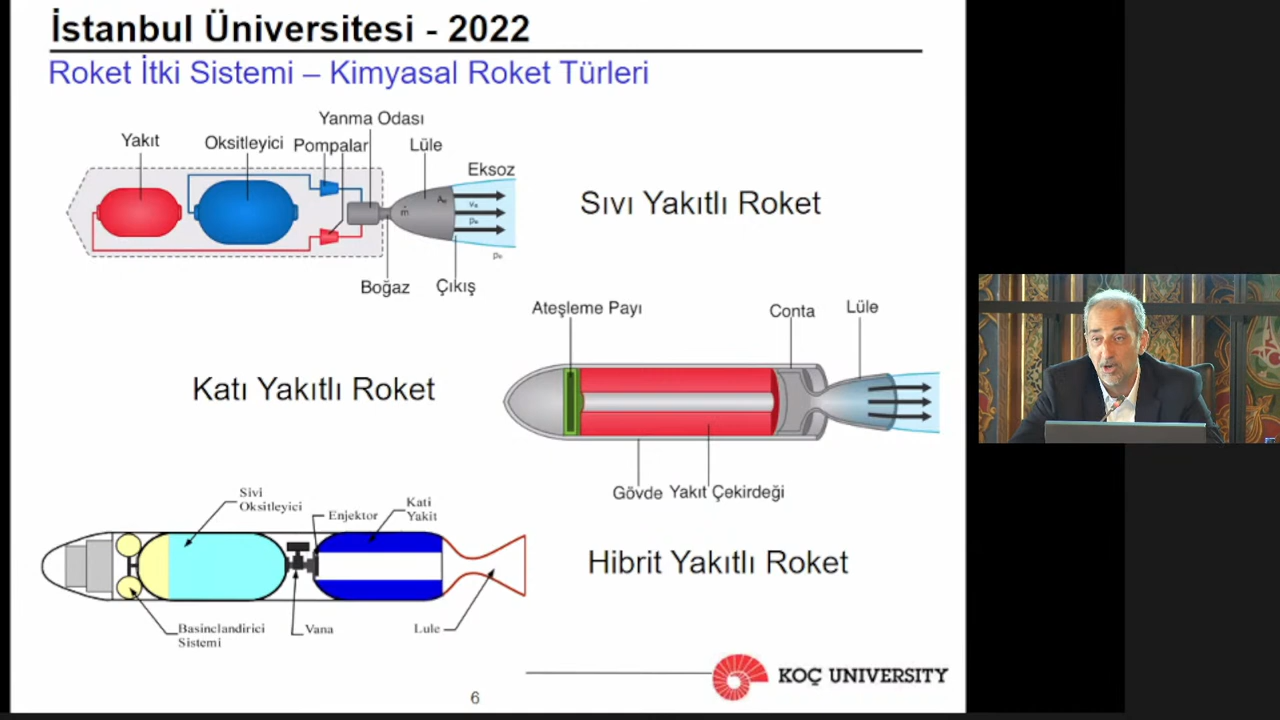 İstanbul Üniversitesi - 2022
Roket İtki Sistemi – Kimyasal Roket Türleri
Yanma Odası
Yakıt
Oksitleyici
Pompalar
Lüle
Eksoz
Sıvı Yakıtlı Roket
Boğaz
Çıkış
Ateşleme Payı
Conta
Lüle
Katı Yakıtlı Roket
Gövde
Yakıt Çekirdeği
Sivi
Oksitleyici
Enjektor
Kati
Yakit
Hibrit Yakıtlı Roket
Basinclandirici
Sistemi
Vana
Lule
KOÇ UNIVERSITY
6